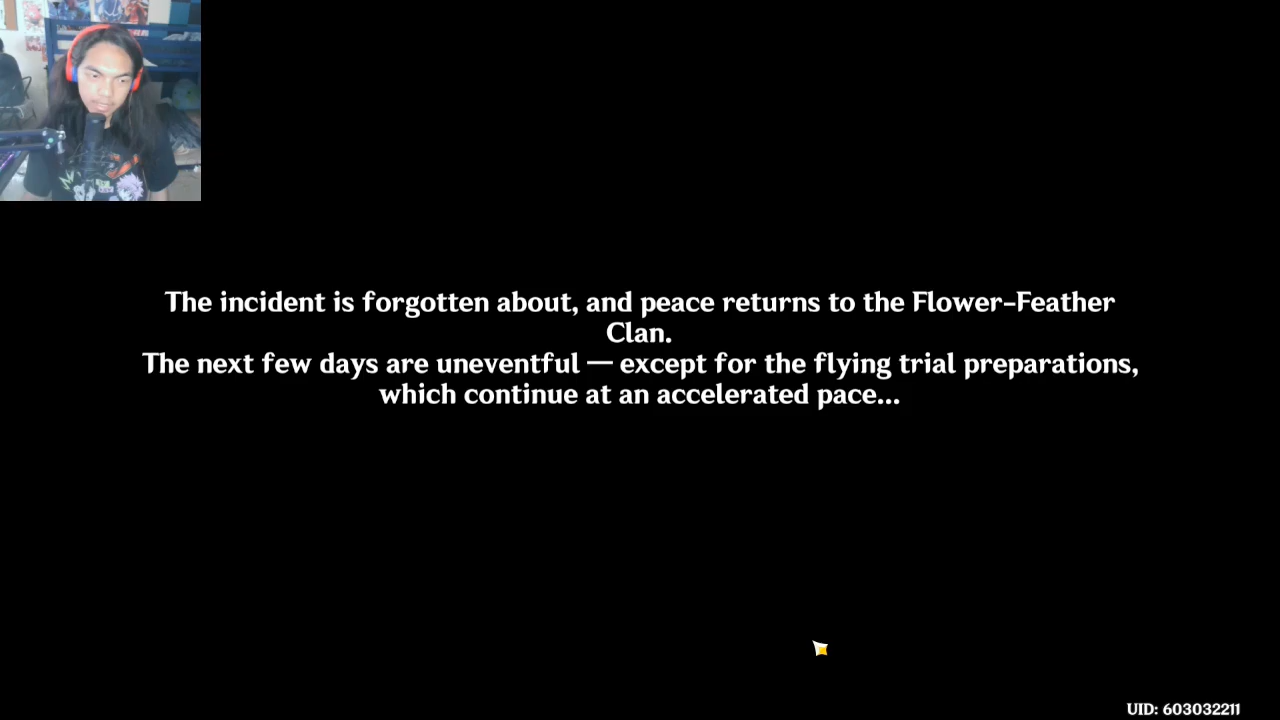 The incident is forgotten about, and peace returns to the Flower-Feather
Clan.
The next few days are uneventful — except for the flying trial preparations,
which continue at an accelerated pace...
UID: 603032211